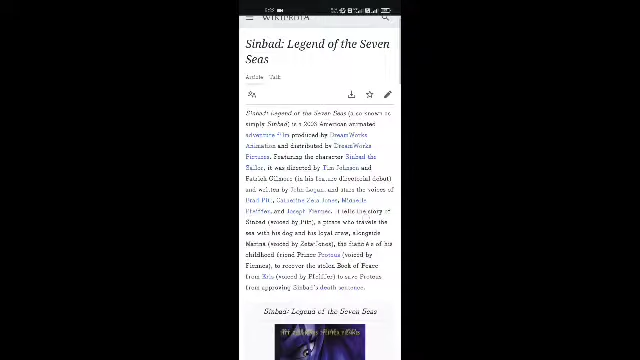 WIKIPEDIA
Sinbad: Legend of the Seven
Seas
Article Talk
Sinbad: Legend of the Seven Seas (also known as
simply Sinbad) is a 2003 American animated
adventure film produced by DreamWorks
Animation and distributed by DreamWorks
Pictures. Featuring the character Sinbad the
Sailor, it was directed by Tim Johnson and
Patrick Gilmore (in his feature directorial debut)
and written by John Logan, and stars the voices of
Brad Pitt, Catherine Zeta-Jones, Michelle
Pfeiffer, and Joseph Fiennes. It tells the story of
Sinbad (voiced by Pitt), a pirate who travels the
sea with his dog and his loyal crew, alongside
Marina (voiced by Zeta-Jones), the fiancée of his
childhood friend Prince Proteus (voiced by
Fiennes), to recover the stolen Book of Peace
from Eris (voiced by Pfeiffer) to save Proteus
from approving Sinbad's death sentence.
Sinbad: Legend of the Seven Seas